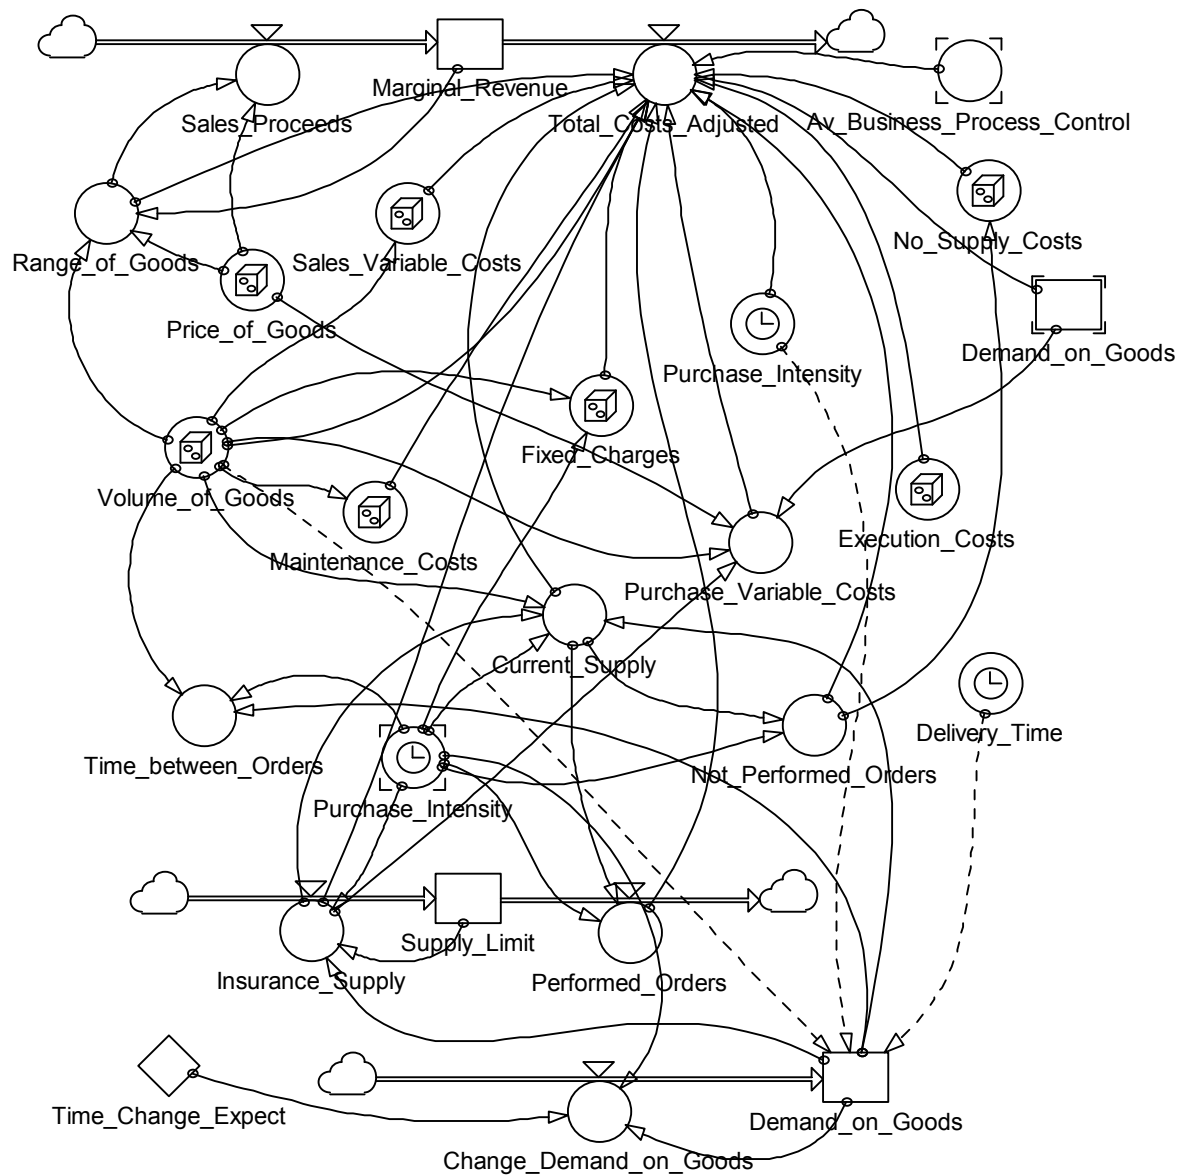 Marginal_Revenue
Sales_Proceeds
Total_Costs_Adjusted
Av_Business_Process_Control
Range_of_Goods
Sales_Variable_Costs
No_Supply_Costs
Price_of_Goods
Purchase_Intensity
Demand_on_Goods
Fixed_Charges
Volume_of_Goods
Maintenance_Costs
Execution_Costs
Purchase_Variable_Costs
Current_Supply
Time_between_Orders
Not_Performed_Orders
Delivery_Time
Purchase_Intensity
Supply_Limit
Insurance_Supply
Performed_Orders
Time_Change_Expect
Demand_on_Goods
Change_Demand_on_Goods